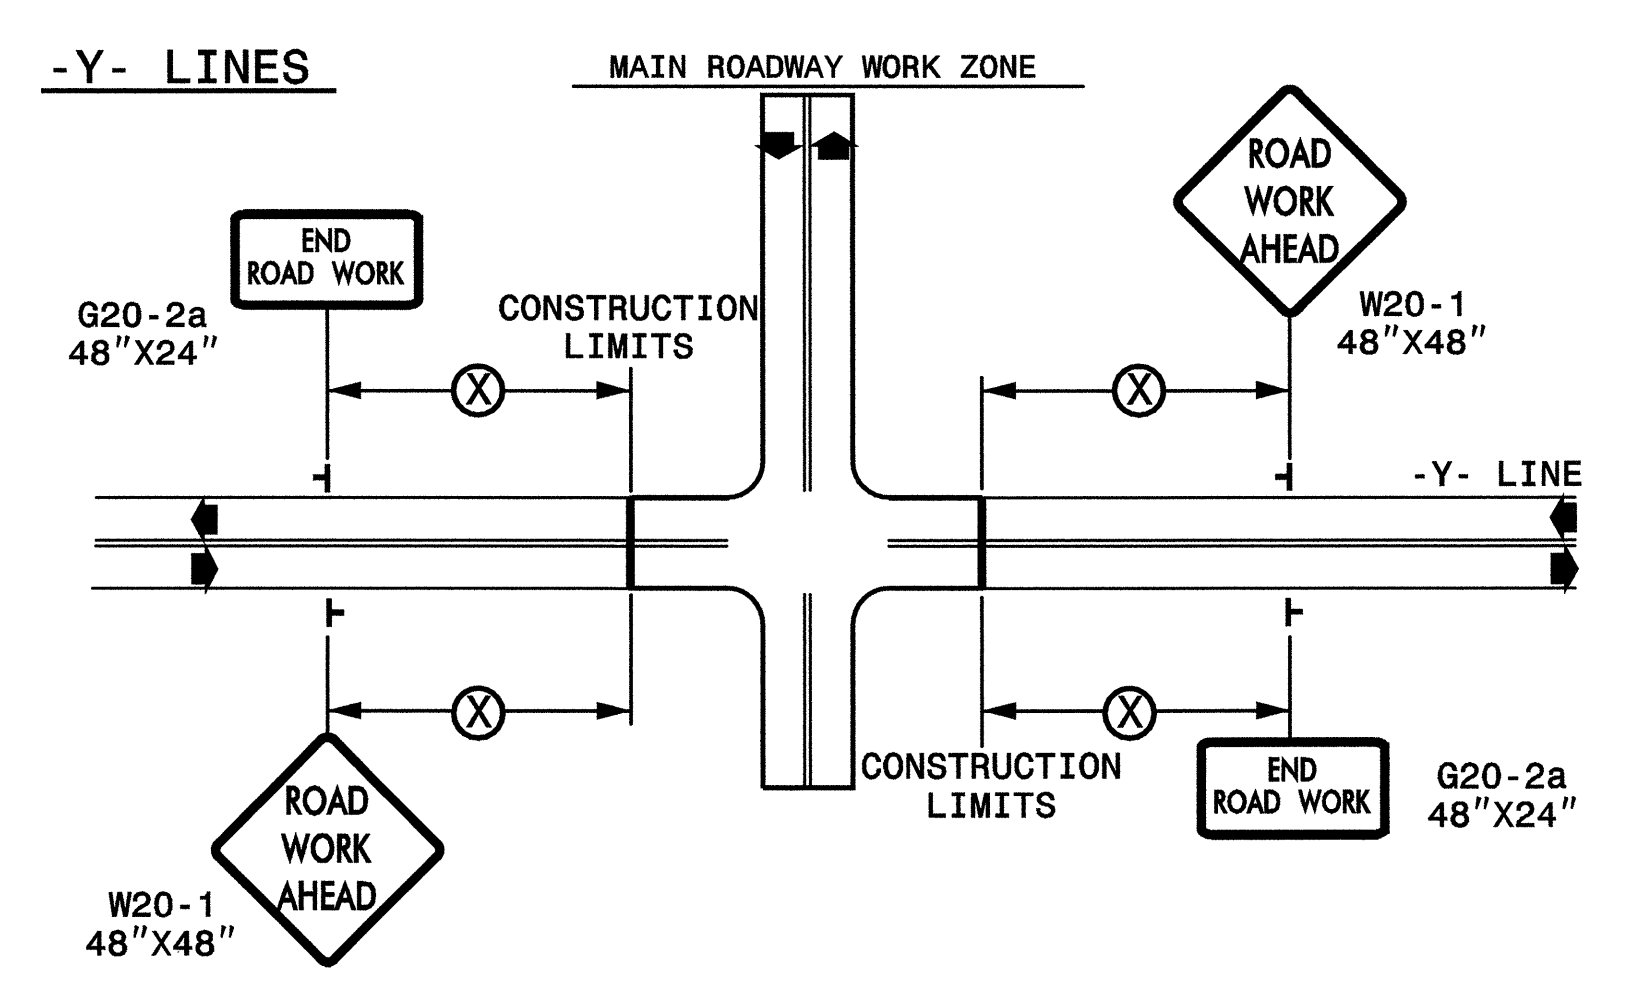 -Y- LINES
MAIN ROADWAY WORK ZONE
ROAD
WORK
AHEAD
W20-1
48"X48"
END
ROAD WORK
G20-2a
48"X24"
CONSTRUCTION
LIMITS
X
X
-Y- LINE
X
X
CONSTRUCTION
LIMITS
END
ROAD WORK
G20-2a
48"X24"
ROAD
WORK
AHEAD
W20-1
48"X48"